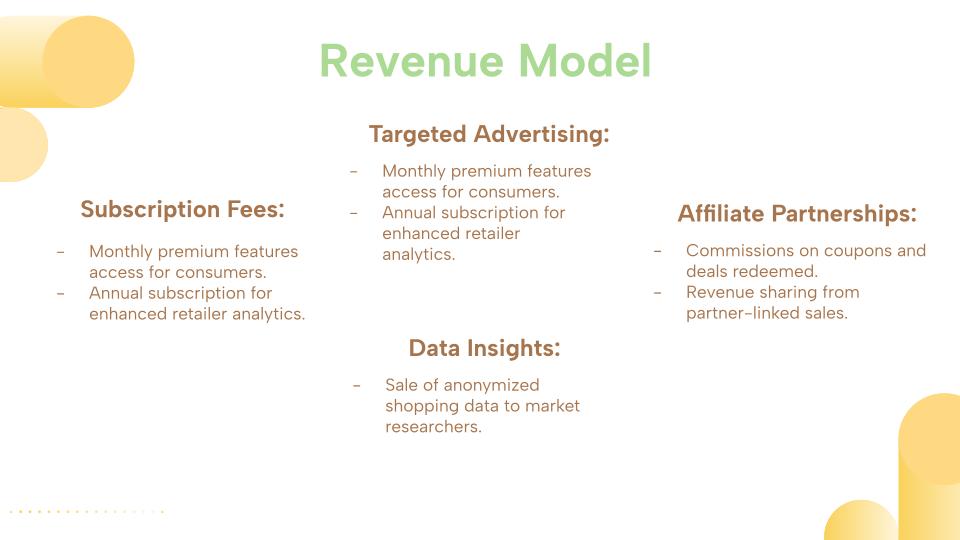 Revenue Model
Targeted Advertising:
- Monthly premium features
access for consumers.
- Annual subscription for
enhanced retailer
analytics.
Subscription Fees:
- Monthly premium features
access for consumers.
- Annual subscription for
enhanced retailer analytics.
Affiliate Partnerships:
- Commissions on coupons and
deals redeemed.
- Revenue sharing from
partner-linked sales.
Data Insights:
- Sale of anonymized
shopping data to market
researchers.